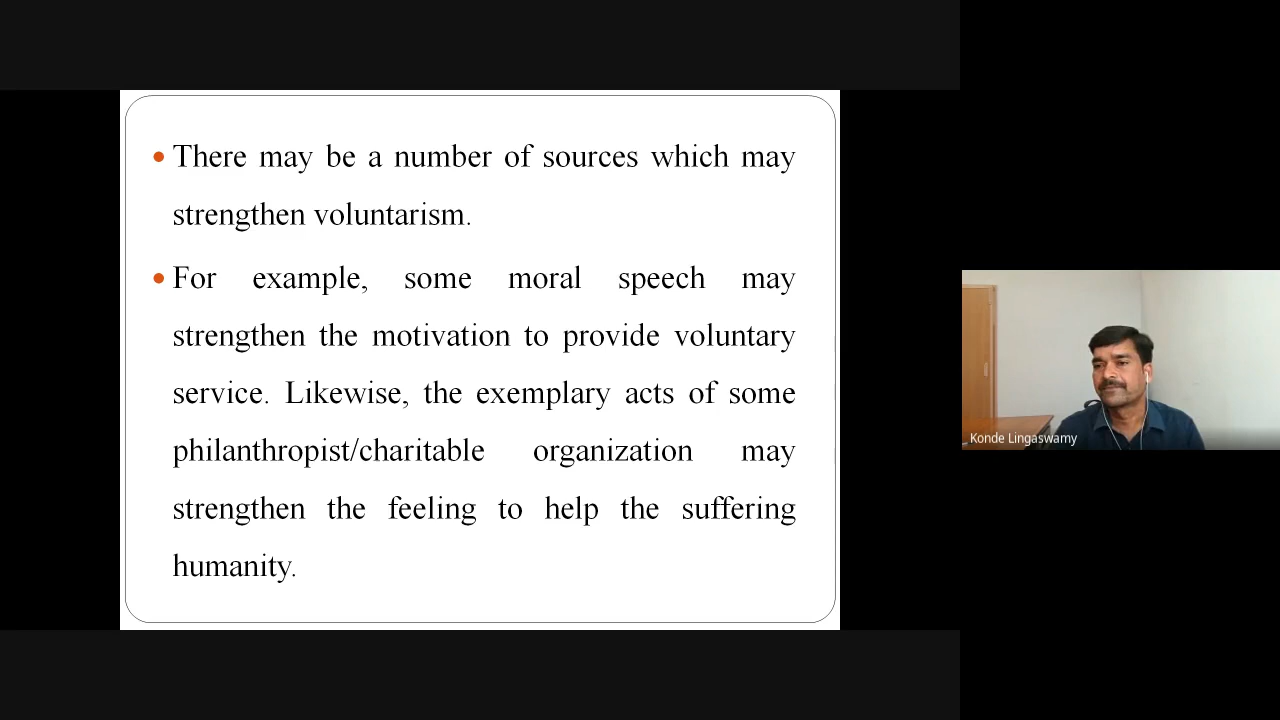 There may be a number of sources which may
strengthen voluntarism.
For example, some moral speech may
strengthen the motivation to provide voluntary
service. Likewise, the exemplary acts of some
philanthropist/charitable organization may
strengthen the feeling to help the suffering
humanity.
Konde Lingaswamy